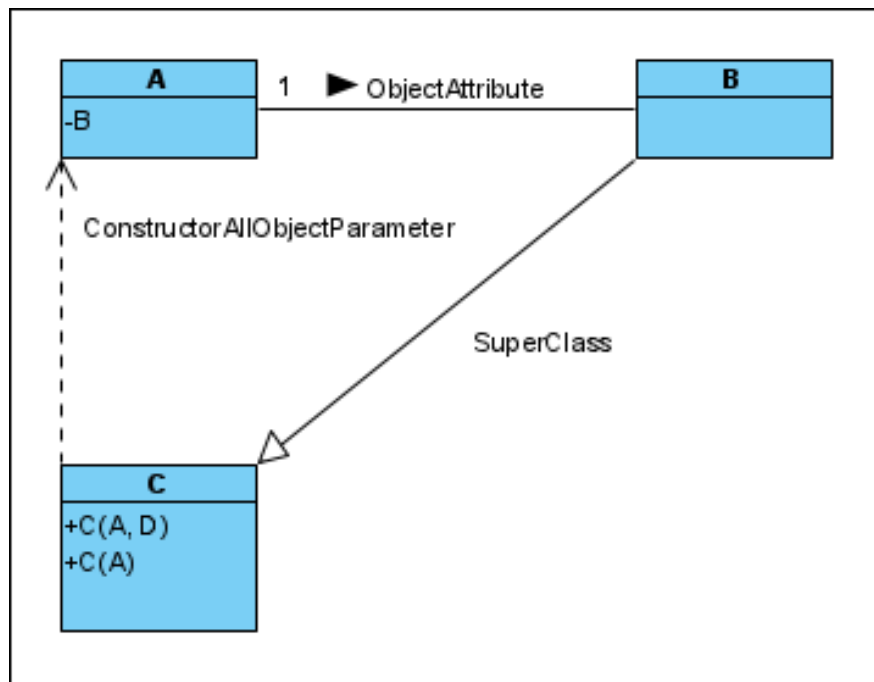 A
1 ► ObjectAttribute
B
-B
ConstructorAllObjectParameter
SuperClass
C
+C(A, D)
+C(A)